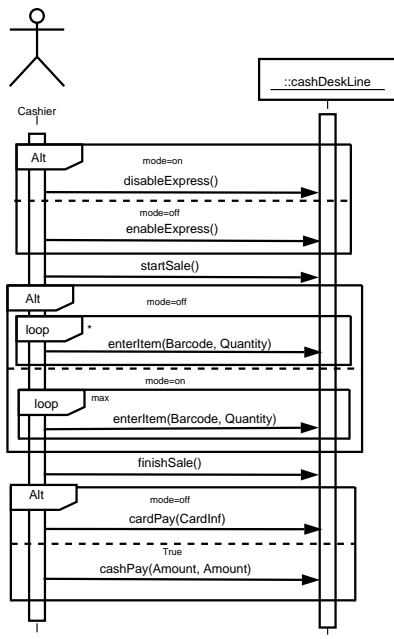 ::cashDeskLine
Cashier
Alt
mode=on
disableExpress()
mode=off
enableExpress()
startSale()
Alt
mode=off
loop *
enterItem(Barcode, Quantity)
mode=on
loop max
enterItem(Barcode, Quantity)
finishSale()
Alt
mode=off
cardPay(CardInf)
True
cashPay(Amount, Amount)